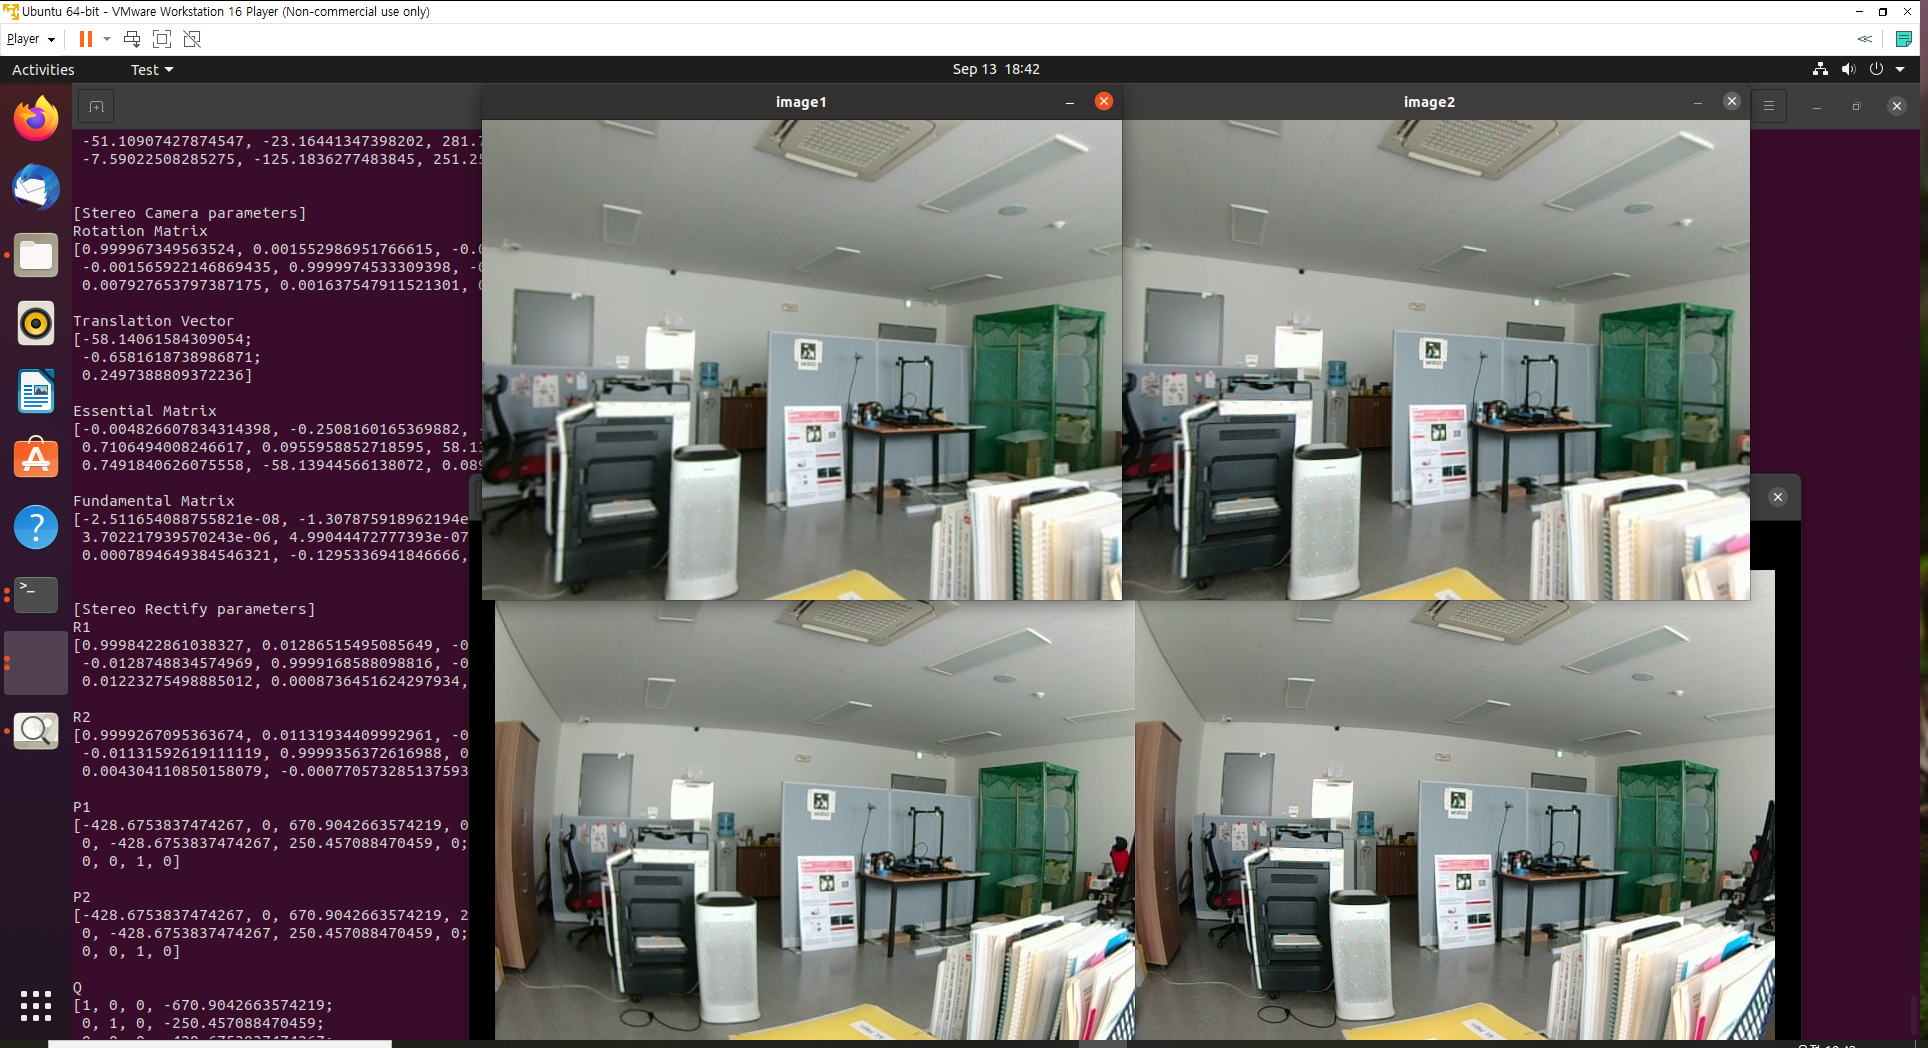 Ubuntu 64-bit - VMware Workstation 16 Player (Non-commercial use only)
Player
Activities
Test
Sep 13 18:42
image1
image2
-51.10907427874547, -23.16441347398202, 281.7
-7.59022508285275, -125.1836277483845, 251.25
[Stereo Camera parameters]
Rotation Matrix
[0.999967349563524, 0.001552986951766615, -0.0
-0.001565922146869435, 0.9999974533309398, -
0.007927653797387175, 0.001637547911521301, 0
Translation Vector
[-58.14061584309054;
-0.6581618738986871;
0.2497388809372236]
Essential Matrix
[-0.004826607834314398, -0.2508160165369882, -
0.7106494008246617, 0.0955958852718595, 58.13
0.7491840626075558, -58.13944566138072, 0.089
Fundamental Matrix
[-2.511654088755821e-08, -1.307875918962194e
3.702217939570243e-06, 4.99044472777393e-07
0.0007894649384546321, -0.1295336941846666,
[Stereo Rectify parameters]
R1
[0.9998422861038327, 0.01286515495085649, -0
-0.0128748834574969, 0.9999168588098816, -0
0.01223275498885012, 0.0008736451624297934,
R2
[0.9999267095363674, 0.01131934409992961, -0
-0.01131592619111119, 0.9999356372616988, 0
0.004304110850158079, -0.000770573285137593
P1
[-428.6753837474267, 0, 670.9042663574219, 0
0, -428.6753837474267, 250.457088470459, 0;
0, 0, 1, 0]
P2
[-428.6753837474267, 0, 670.9042663574219, 2
0, -428.6753837474267, 250.457088470459, 0;
0, 0, 1, 0]
Q
[1, 0, 0, -670.9042663574219;
0, 1, 0, -250.457088470459;